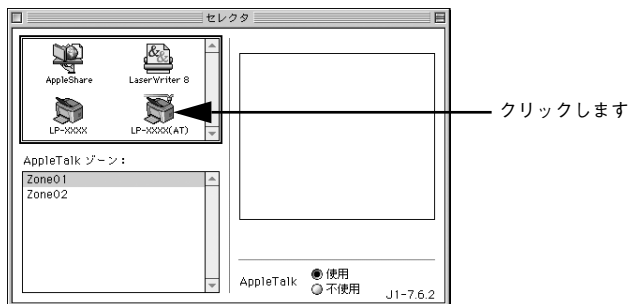 セレクタ
AppleShare
LaserWriter 8
LP-XXXX
LP-XXXX(AT)
クリックします
AppleTalk ゾーン：
Zone01
Zone02
AppleTalk
使用
不使用
J1-7.6.2